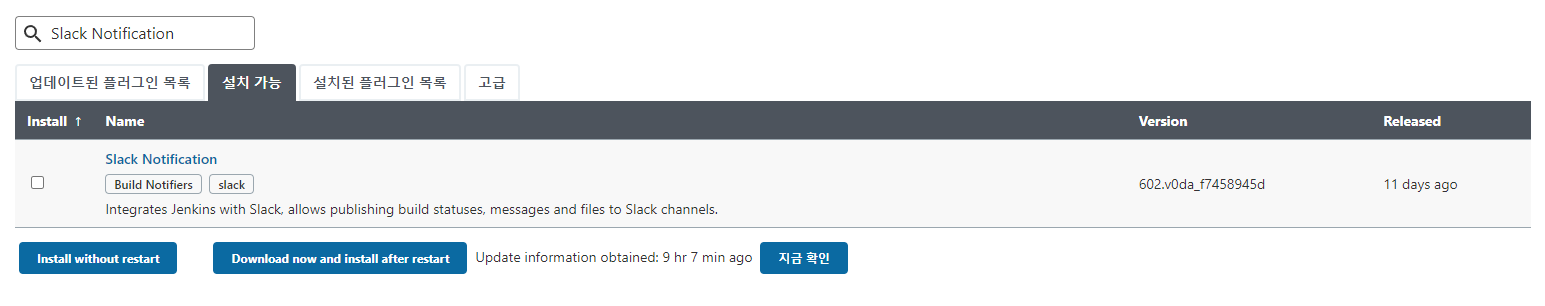 Slack Notification
업데이트된 플러그인 목록 설치 가능 설치된 플러그인 목록 고급
Install ↑ Name Version Released
Slack Notification
Build Notifiers slack
602.v0da_f7458945d 11 days ago
Integrates Jenkins with Slack, allows publishing build statuses, messages and files to Slack channels.
Install without restart Download now and install after restart Update information obtained: 9 hr 7 min ago 지금 확인